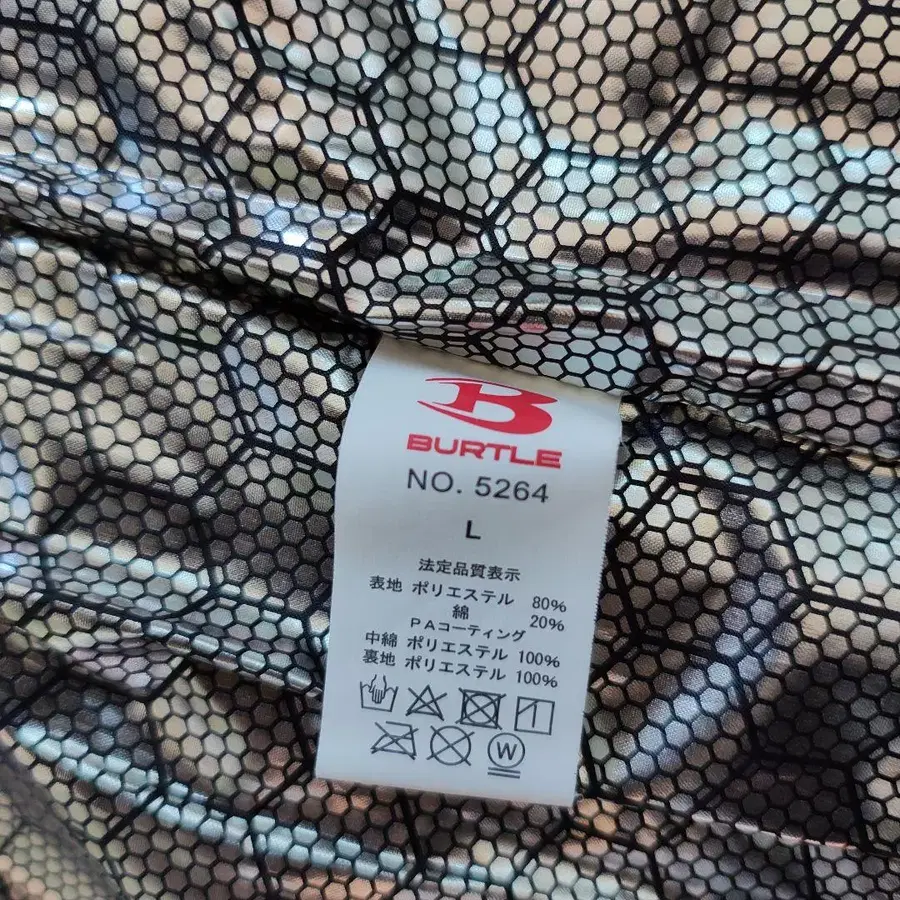 B
BURTLE
NO. 5264
L
法定品質表示
表地 ポリエステル 80%
綿 20%
PAコーティング
中綿 ポリエステル 100%
裏地 ポリエステル 100%
W